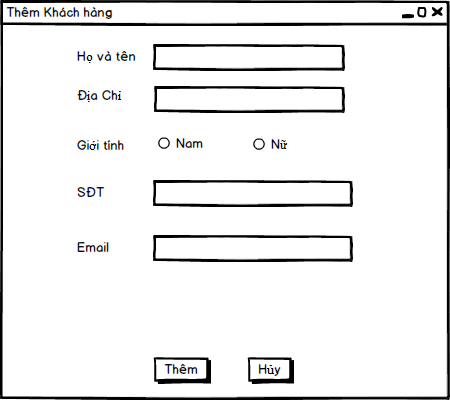 Thêm Khách hàng
Họ và tên
Địa Chỉ
Giới tính Nam Nữ
SĐT
Email
Thêm Hủy